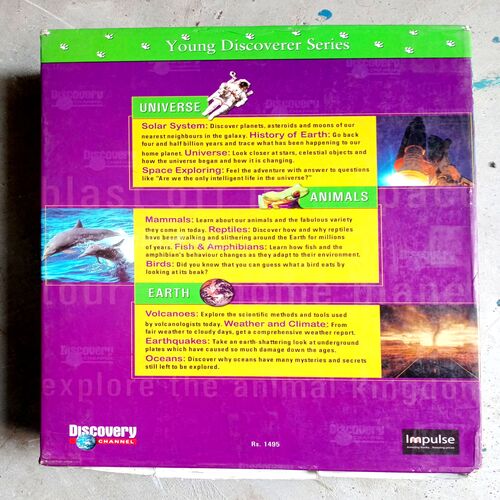 Young Discoverer Series
UNIVERSE
Solar System: Discover planets, asteroids and moons of our
nearest neighbours in the galaxy. History of Earth: Go back
four and half billion years and trace what has been happening to our
home planet. Universe: Look closer at stars, celestial objects and
how the universe began and how it is changing.
Space Exploring: Feel the adventure with answer to questions
like "Are we the only intelligent life in the universe?"
ANIMALS
Mammals: Learn about our animals and the fabulous variety
they come in today. Reptiles: Discover how and why reptiles
have been walking and slithering around the Earth for millions
of years. Fish & Amphibians: Learn how fish and the
amphibian's behaviour changes as they adapt to their environment.
Birds: Did you know that you can guess what a bird eats by
looking at its beak?
EARTH
Volcanoes: Explore the scientific methods and tools used
by volcanologists today. Weather and Climate: From
fair weather to cloudy days, get a comprehensive weather report.
Earthquakes: Take an earth-shattering look at underground
plates which have caused so much damage down the ages.
Oceans: Discover why oceans have many mysteries and secrets
still left to be explored.
explore the animal kingdom
Discovery
CHANNEL
Rs. 1495
Impulse